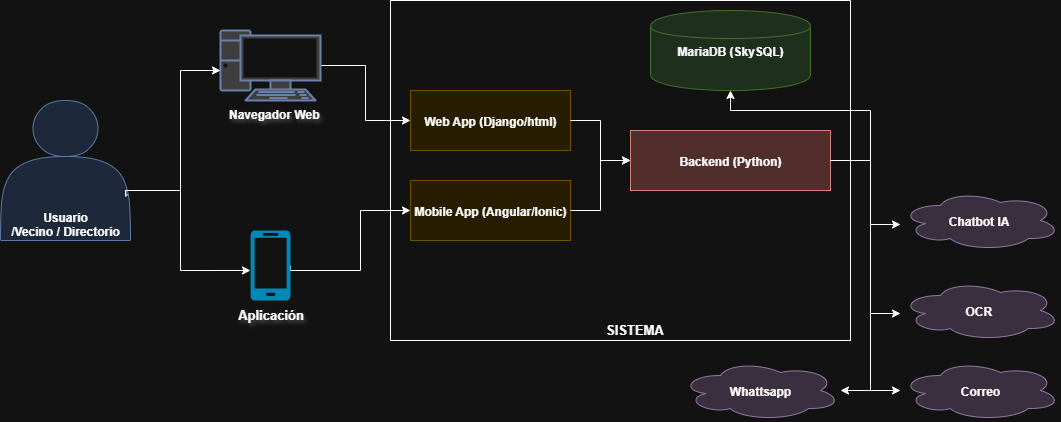 MariaDB (SkySQL)
Navegador Web
Web App (Django/html)
Backend (Python)
Mobile App (Angular/Ionic)
Usuario
/Vecino / Directorio
Chatbot IA
Aplicación
OCR
SISTEMA
Whattsapp
Correo